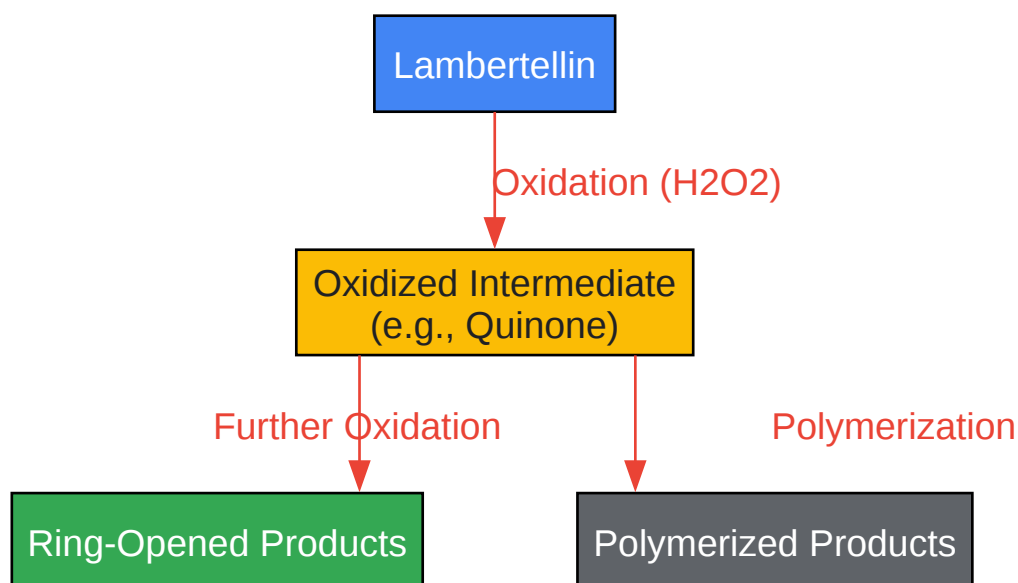 Lambertellin
Oxidation (H2O2)
Oxidized Intermediate
(e.g., Quinone)
Further Oxidation
Polymerization
Ring-Opened Products
Polymerized Products